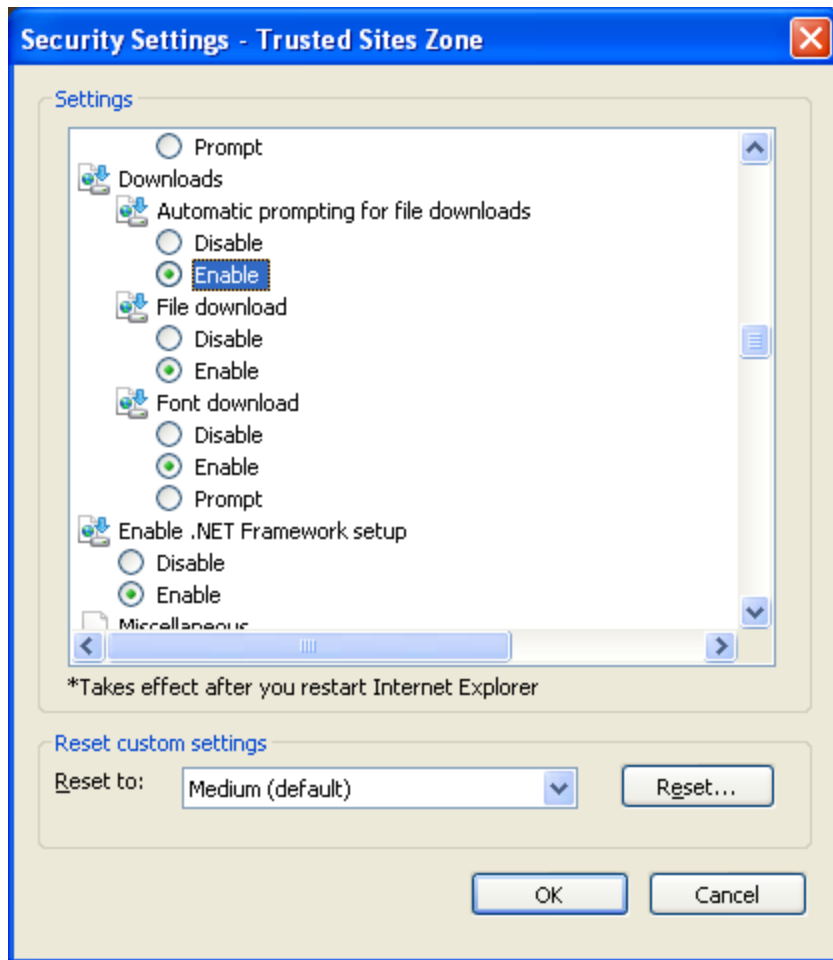 Security Settings - Trusted Sites Zone
Settings
Prompt
Downloads
Automatic prompting for file downloads
Disable
Enable
File download
Disable
Enable
Font download
Disable
Enable
Prompt
Enable .NET Framework setup
Disable
Enable
Miscellaneous
*Takes effect after you restart Internet Explorer
Reset custom settings
Reset to: Medium (default) Reset...
OK Cancel